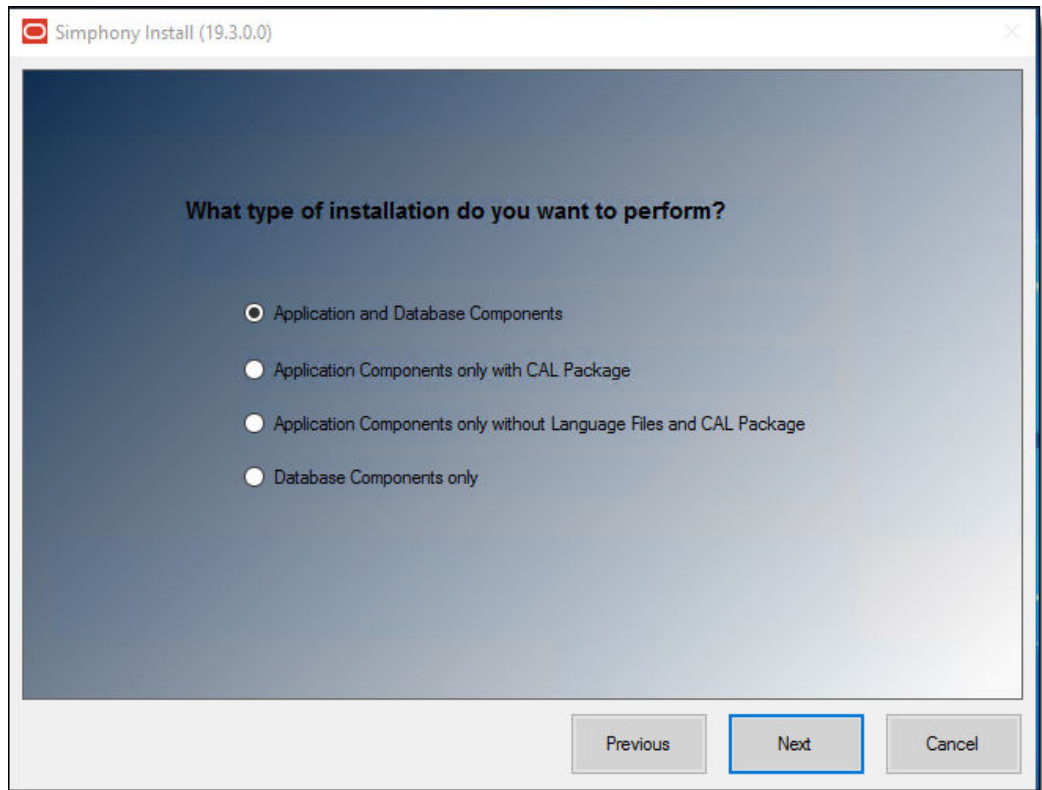 Simphony Install (19.3.0.0)
What type of installation do you want to perform?
Application and Database Components
Application Components only with CAL Package
Application Components only without Language Files and CAL Package
Database Components only
Previous Next Cancel